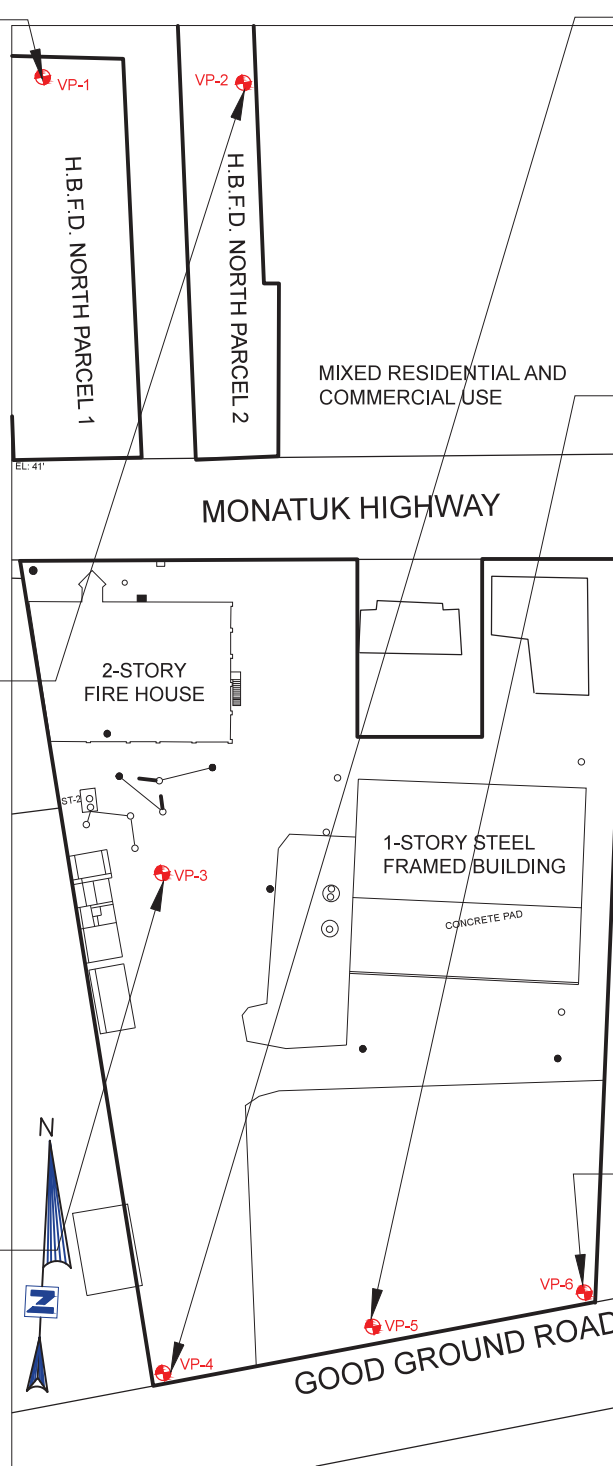 VP-1
VP-2
H.B.F.D. NORTH PARCEL 1
H.B.F.D. NORTH PARCEL 2
MIXED RESIDENTIAL AND
COMMERCIAL USE
EL: 41'
MONATUK HIGHWAY
2-STORY
FIRE HOUSE
ST-2
1-STORY STEEL
FRAMED BUILDING
VP-3
CONCRETE PAD
N
N
VP-6
VP-5
VP-4
GOOD GROUND ROAD